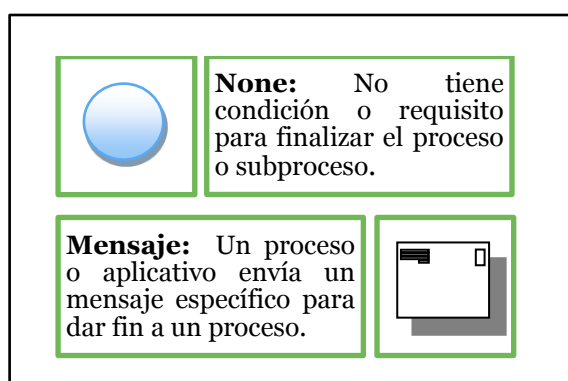 None: No tiene
condición o requisito
para finalizar el proceso
o subproceso.
Mensaje: Un proceso
o aplicativo envía un
mensaje específico para
dar fin a un proceso.